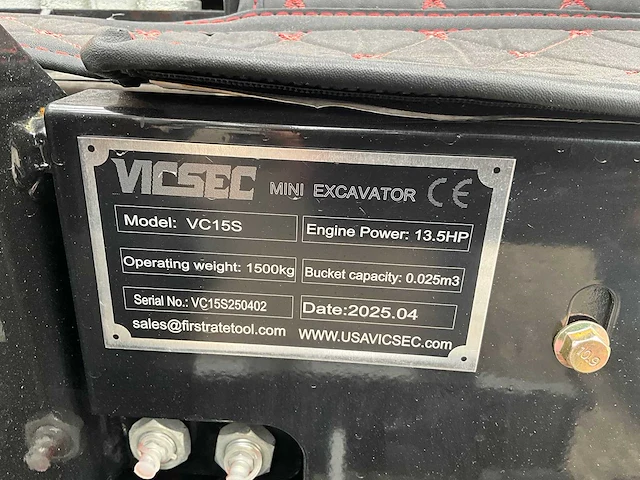 VICSEC MINI EXCAVATOR CE
Model: VC15S
Engine Power: 13.5HP
Operating weight: 1500kg
Bucket capacity: 0.025m3
Serial No.: VC15S250402
Date:2025.04
sales@firstratetool.com WWW.USAVICSEC.com
10.9